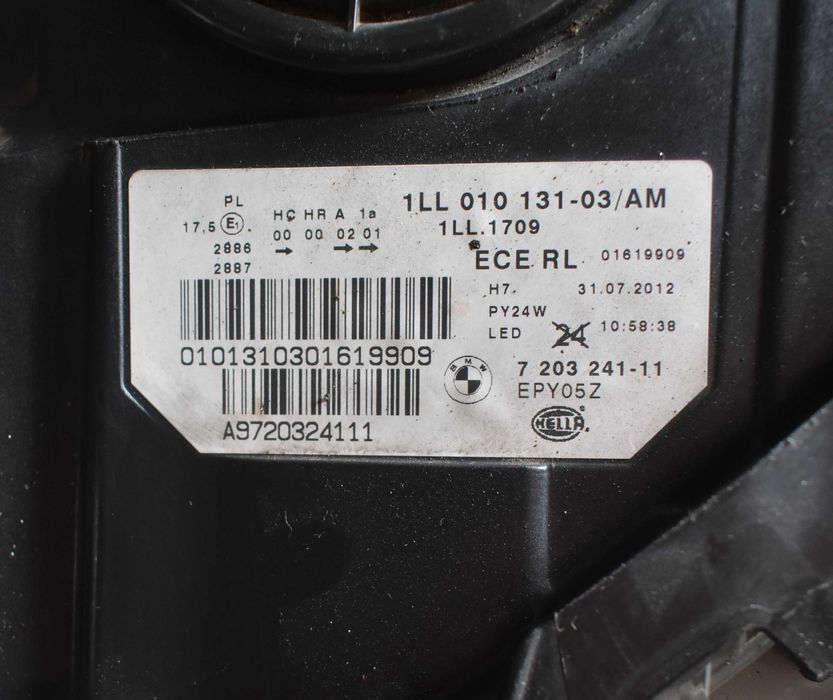 PL
17,5 E1
2886
2887
HC HR A 1a
00 00 02 01
1LL 010 131-03/AM
1LL.1709
ECE RL 01619909
H7 31.07.2012
PY24W
LED 24 10:58:38
0101310301619909
BMW
7 203 241-11
EPY05Z
A9720324111
HELLA®